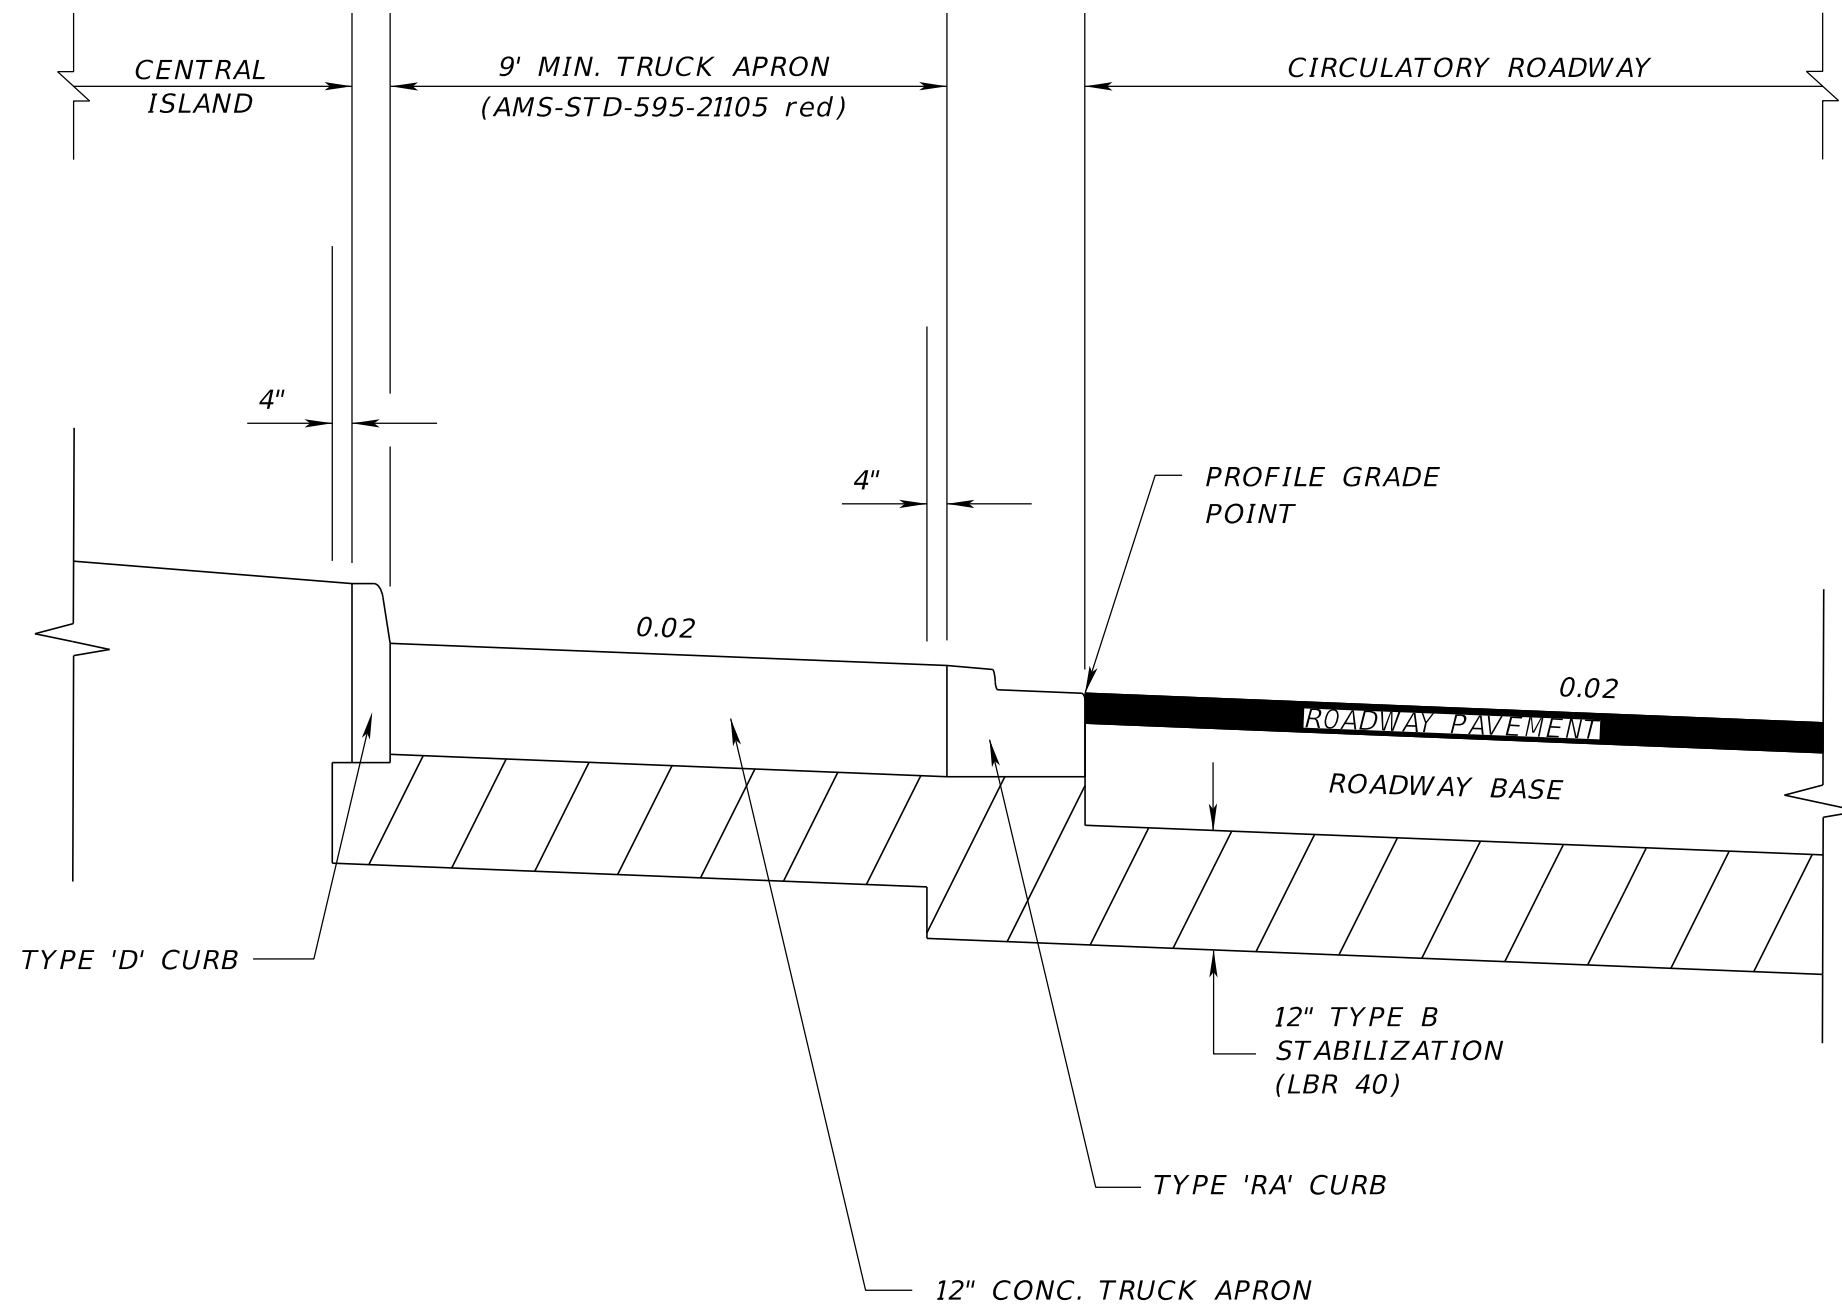 CENTRAL
ISLAND
9' MIN. TRUCK APRON
(AMS-STD-595-21105 red)
CIRCULATORY ROADWAY
4"
4"
PROFILE GRADE
POINT
0.02
0.02
ROADWAY PAVEMENT
ROADWAY BASE
TYPE 'D' CURB
12" TYPE B
STABILIZATION
(LBR 40)
TYPE 'RA' CURB
12" CONC. TRUCK APRON